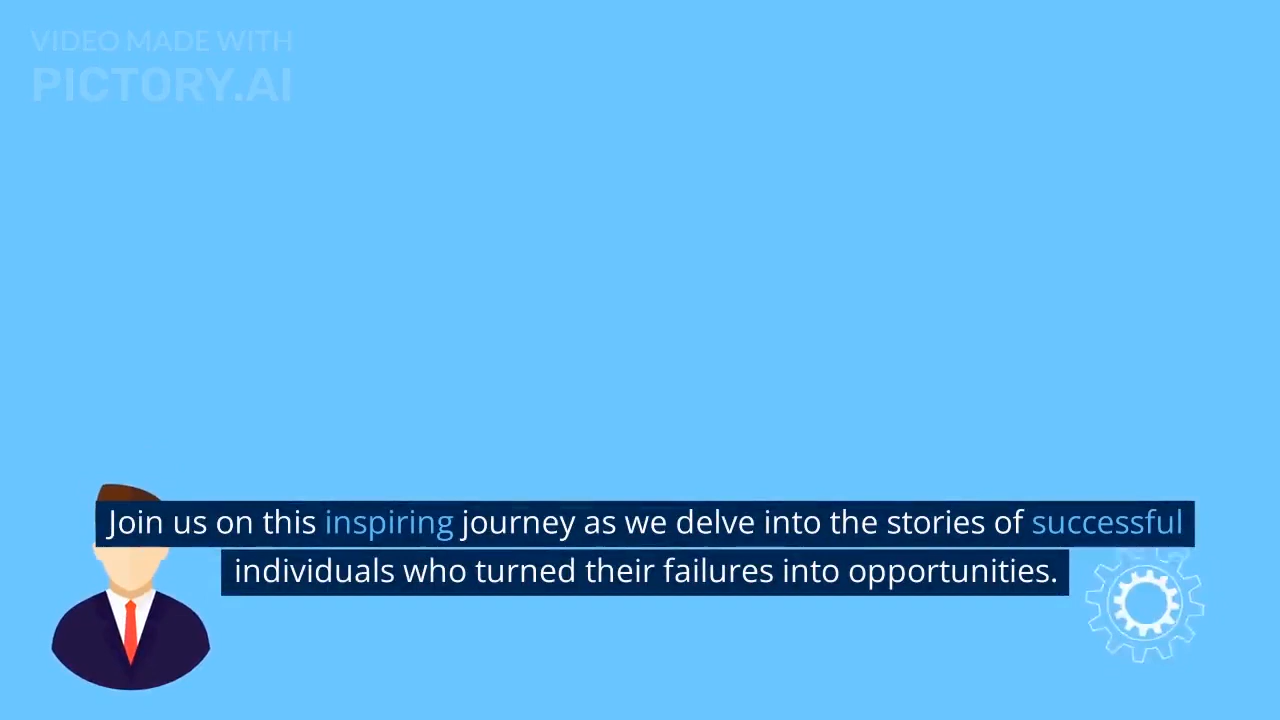 VIDEO MADE WITH
PICTORY.AI
Join us on this inspiring journey as we delve into the stories of successful
individuals who turned their failures into opportunities.